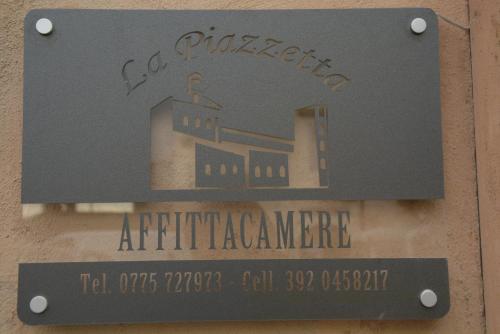 La Piazzetta
AFFITTACAMERE
Tel. 0775 727973 - Cell. 392 0458217